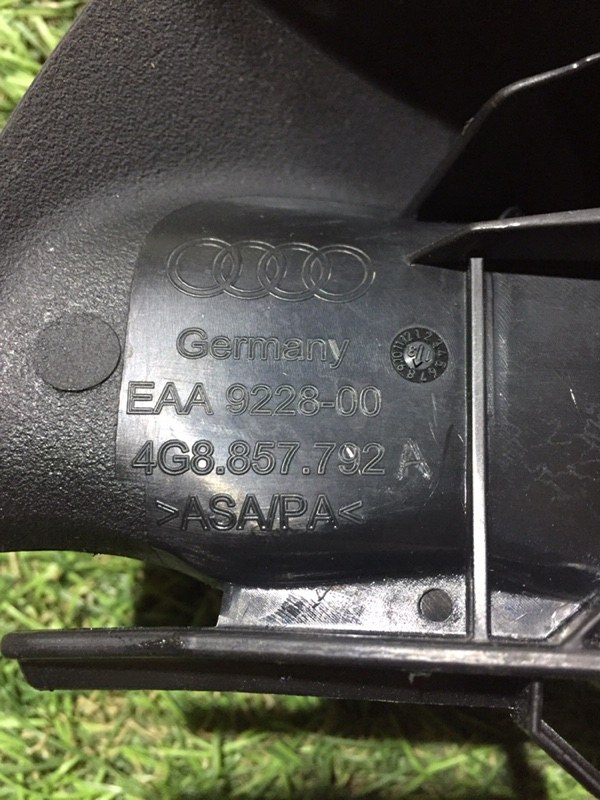 Germany
EAA 9228-00
4G8.857.792 A
>ASA/PA<